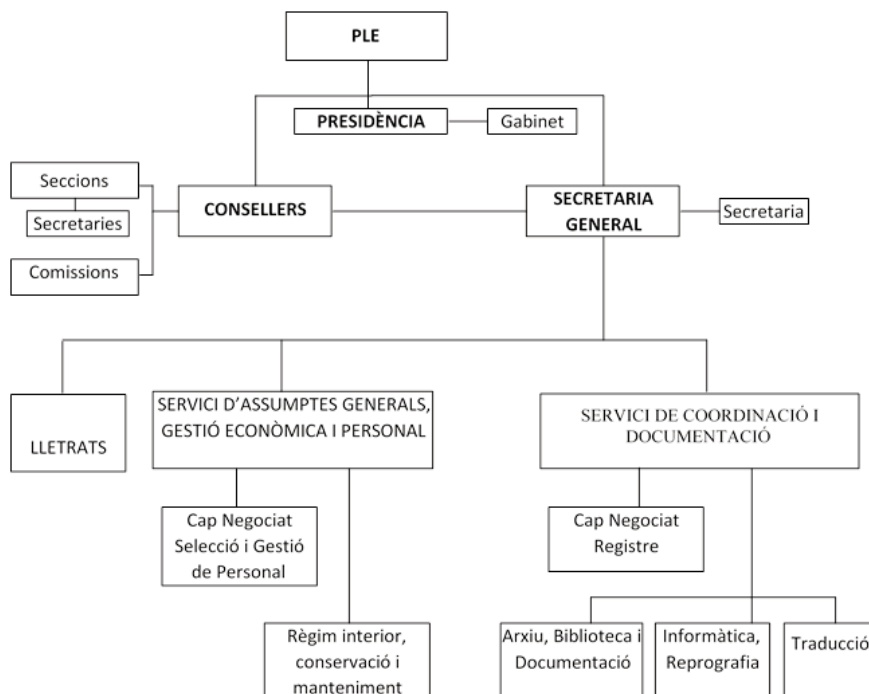 PLE
PRESIDÈNCIA
Gabinet
Seccions
Secretaries
Comissions
CONSELLERS
SECRETARIA
GENERAL
Secretaria
LLETRATS
SERVICI D'ASSUMPTES GENERALS,
GESTIÓ ECONÒMICA I PERSONAL
SERVICI DE COORDINACIÓ I
DOCUMENTACIÓ
Cap Negociat
Selecció i Gestió
de Personal
Cap Negociat
Registre
Règim interior,
conservació i
manteniment
Arxiu, Biblioteca i
Documentació
Informàtica,
Reprografia
Traducció